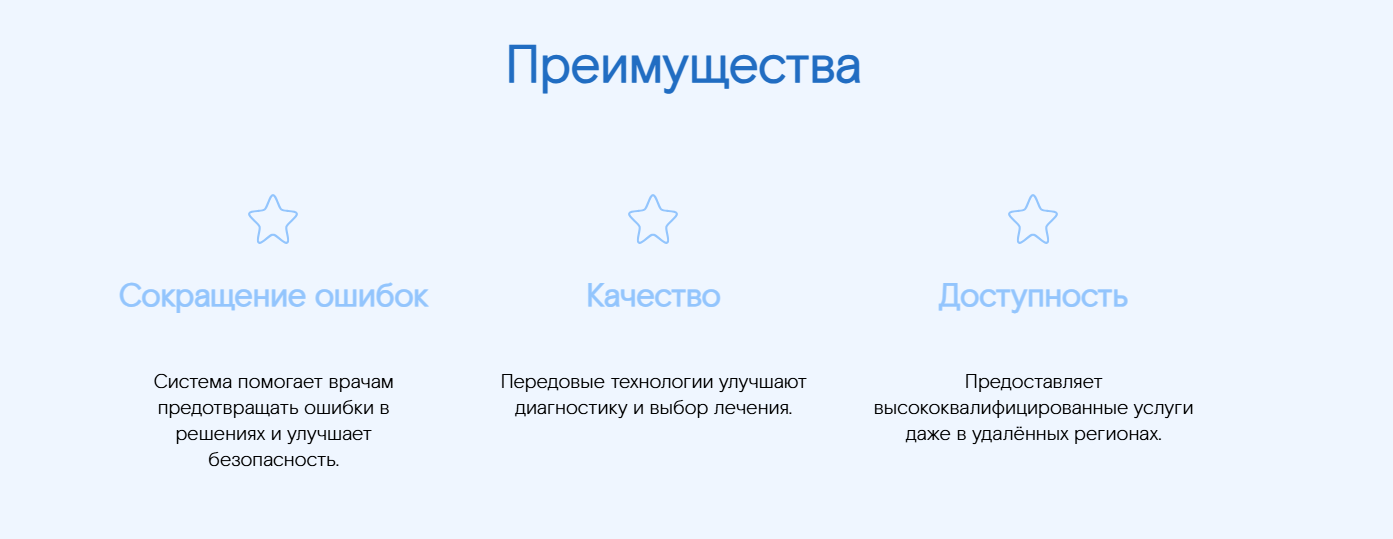 Преимущества
Сокращение ошибок
Система помогает врачам
предотвращать ошибки в
решениях и улучшает
безопасность.
Качество
Передовые технологии улучшают
диагностику и выбор лечения.
Доступность
Предоставляет
высококвалифицированные услуги
даже в удалённых регионах.